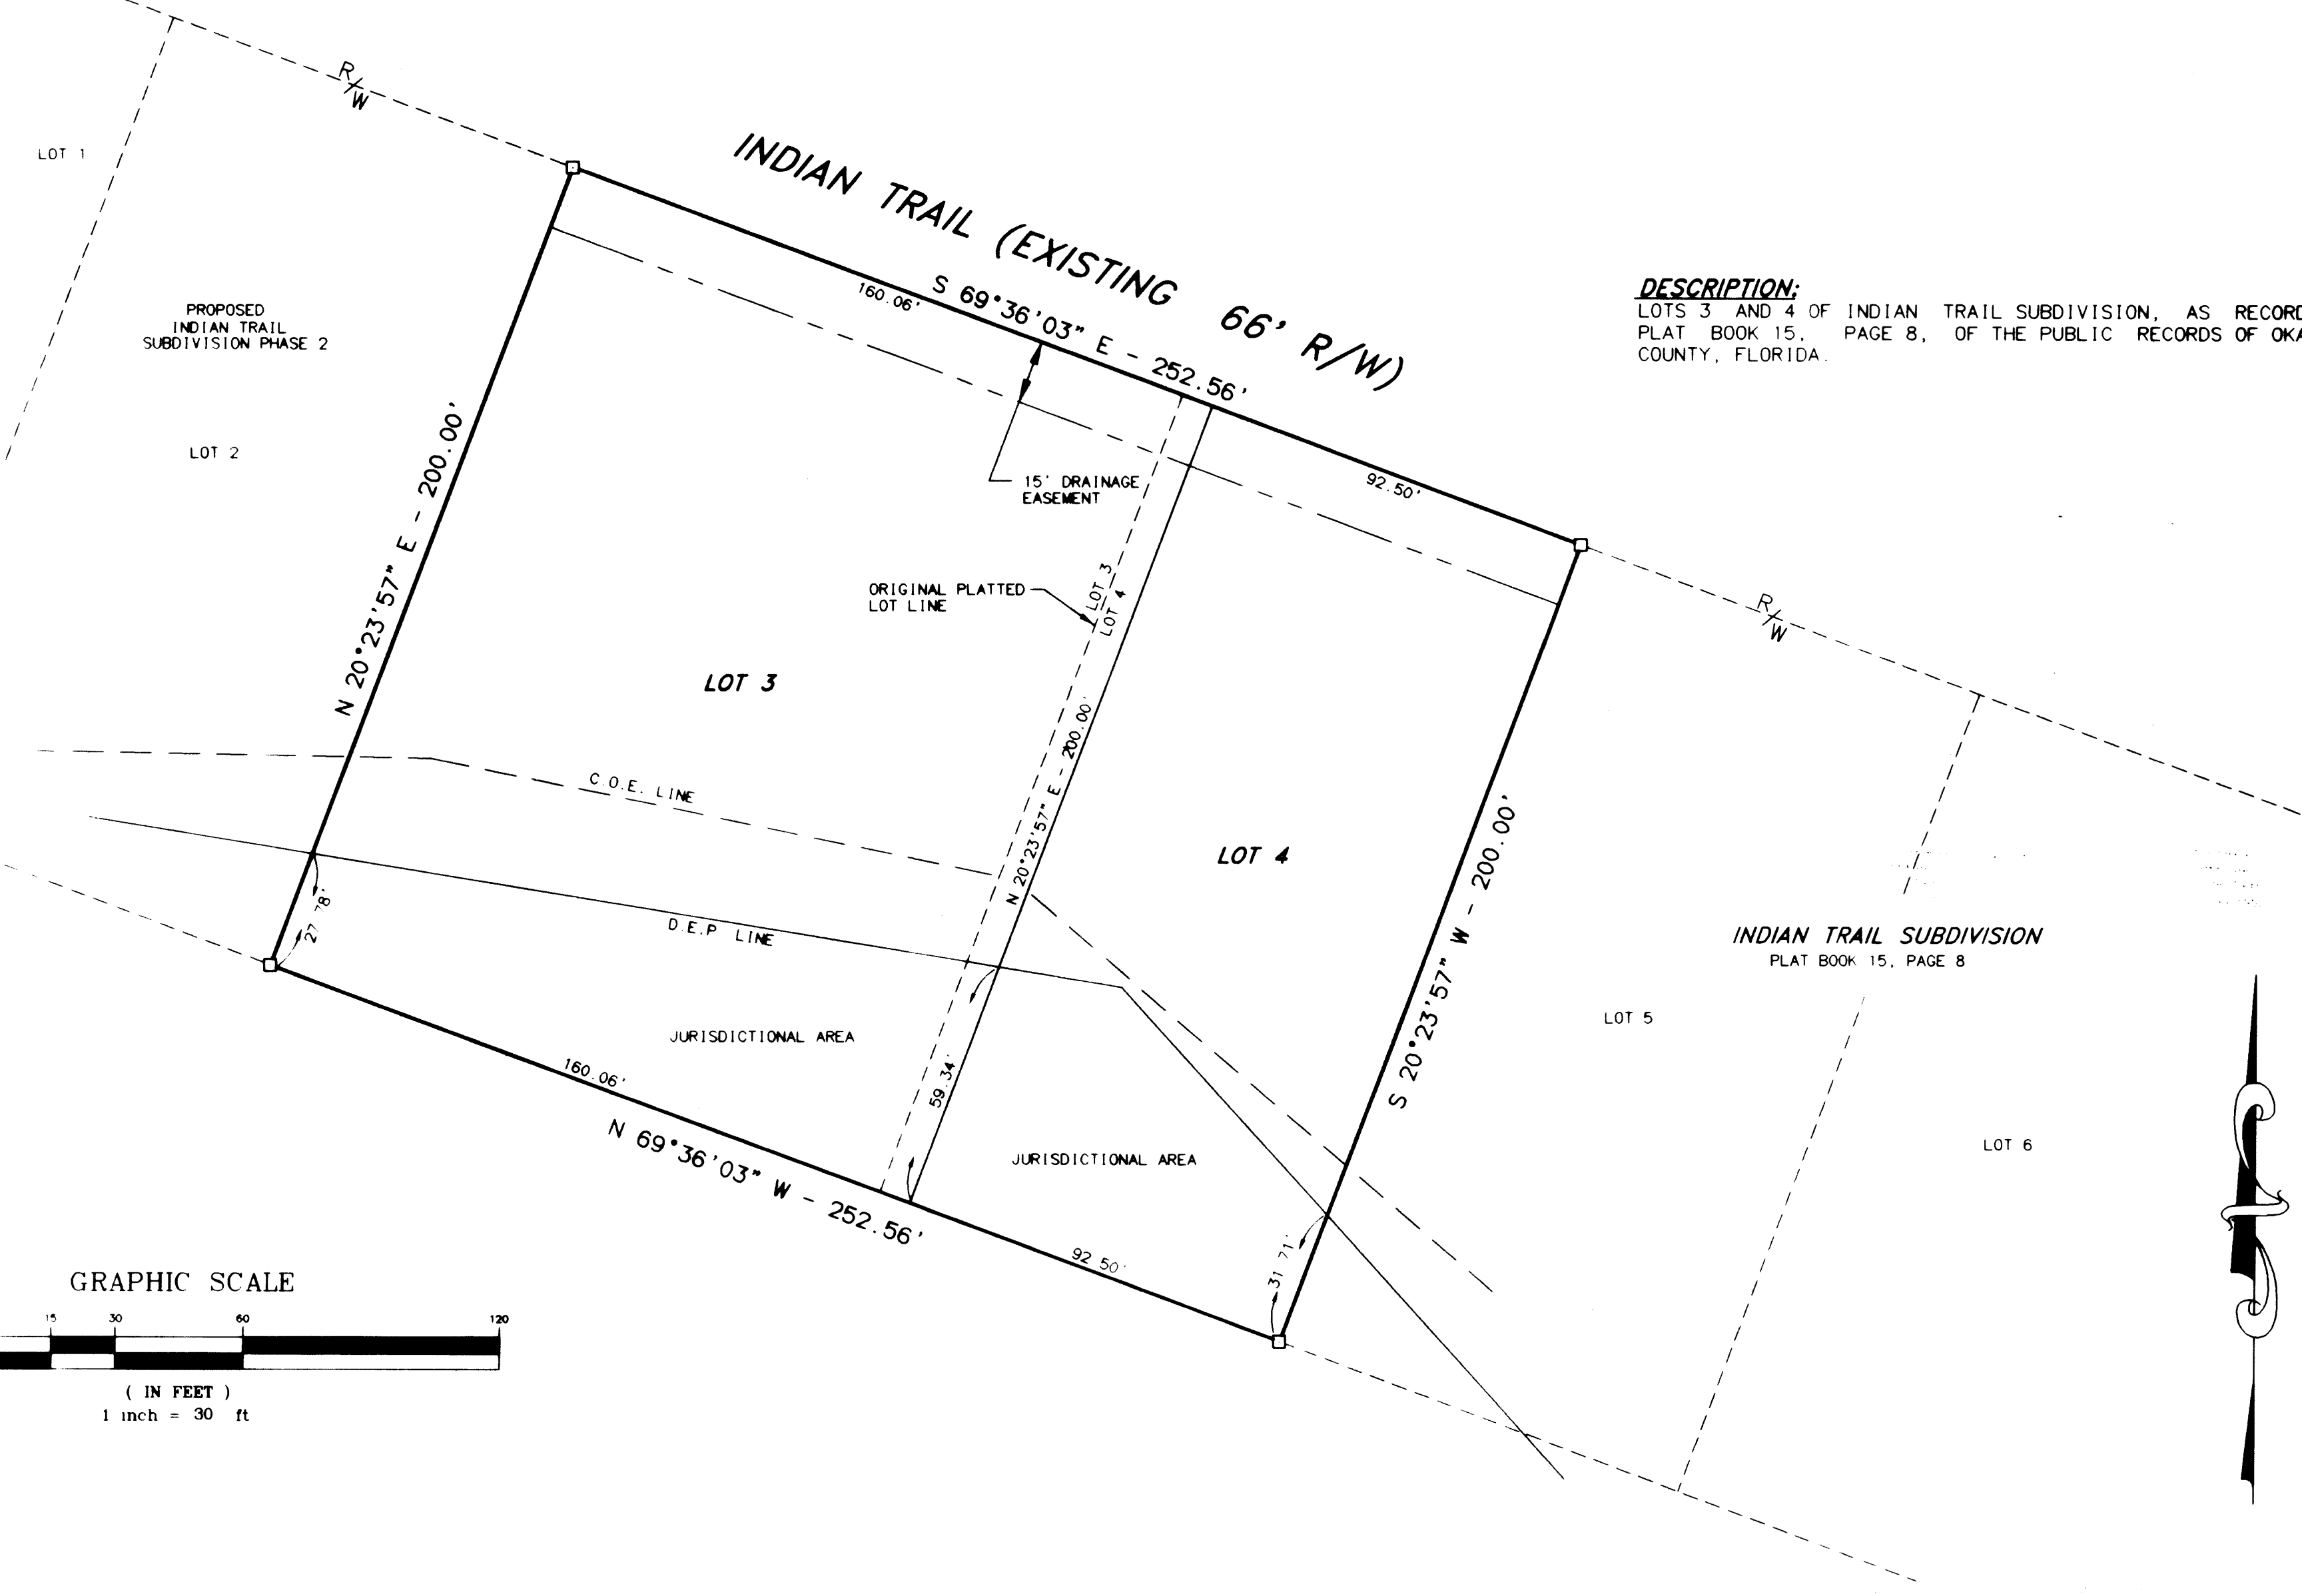 R/W
LOT 1
INDIAN TRAIL (EXISTING 66' R/W)
S 69°36'03" E - 252.56'
160.06'
92.50'
DESCRIPTION:
LOTS 3 AND 4 OF INDIAN TRAIL SUBDIVISION, AS RECORD
PLAT BOOK 15, PAGE 8, OF THE PUBLIC RECORDS OF OKA
COUNTY, FLORIDA.
PROPOSED
INDIAN TRAIL
SUBDIVISION PHASE 2
LOT 2
N 20°23'57" E - 200.00'
15' DRAINAGE
EASEMENT
ORIGINAL PLATTED
LOT LINE
LOT 3
LOT 4
R/W
LOT 3
N 20°23'57" E - 200.00'
C.O.E. LINE
LOT 4
S 20°23'57" W - 200.00'
27.78'
D.E.P LINE
INDIAN TRAIL SUBDIVISION
PLAT BOOK 15, PAGE 8
LOT 5
LOT 6
JURISDICTIONAL AREA
59.34'
160.06'
JURISDICTIONAL AREA
N 69°36'03" W - 252.56'
92 50'
31 71'
GRAPHIC SCALE
15 30 60 120
( IN FEET )
1 inch = 30 ft